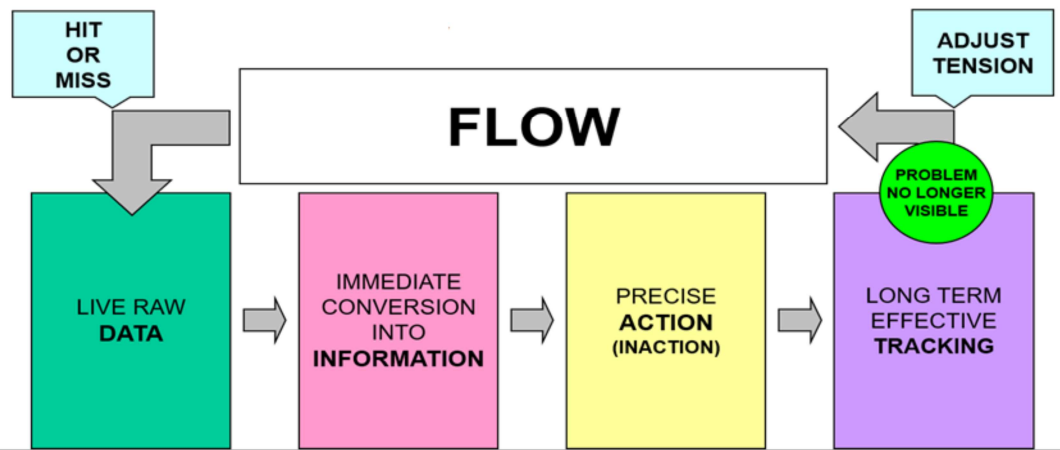 HIT
OR
MISS
ADJUST
TENSION
FLOW
PROBLEM
NO LONGER
VISIBLE
LIVE RAW
DATA
IMMEDIATE
CONVERSION
INTO
INFORMATION
PRECISE
ACTION
(INACTION)
LONG TERM
EFFECTIVE
TRACKING